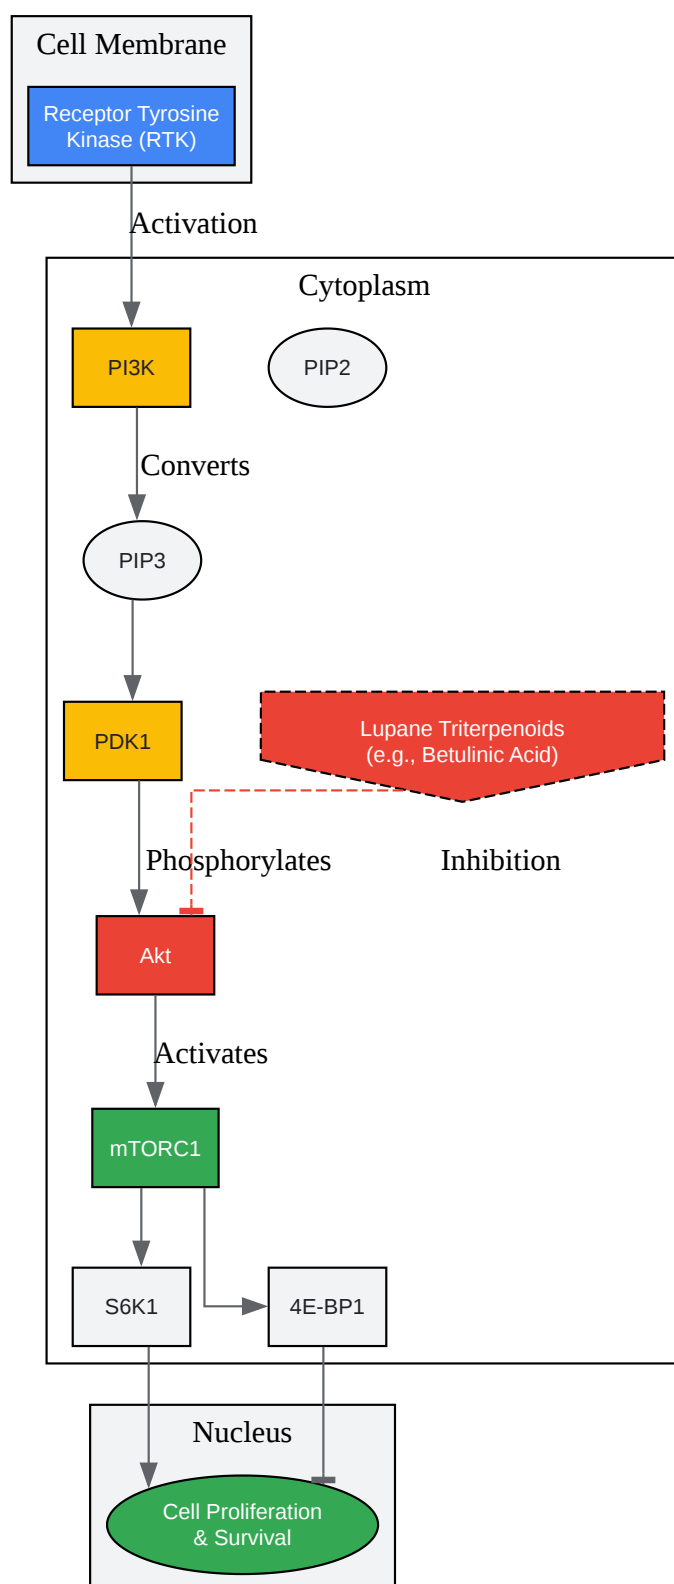 Cell Membrane
Receptor Tyrosine
Kinase (RTK)
Activation
Cytoplasm
PI3K
PIP2
Converts
PIP3
PDK1
Lupane Triterpenoids
(e.g., Betulinic Acid)
Phosphorylates
Inhibition
Akt
Activates
mTORC1
S6K1
4E-BP1
Nucleus
Cell Proliferation
& Survival